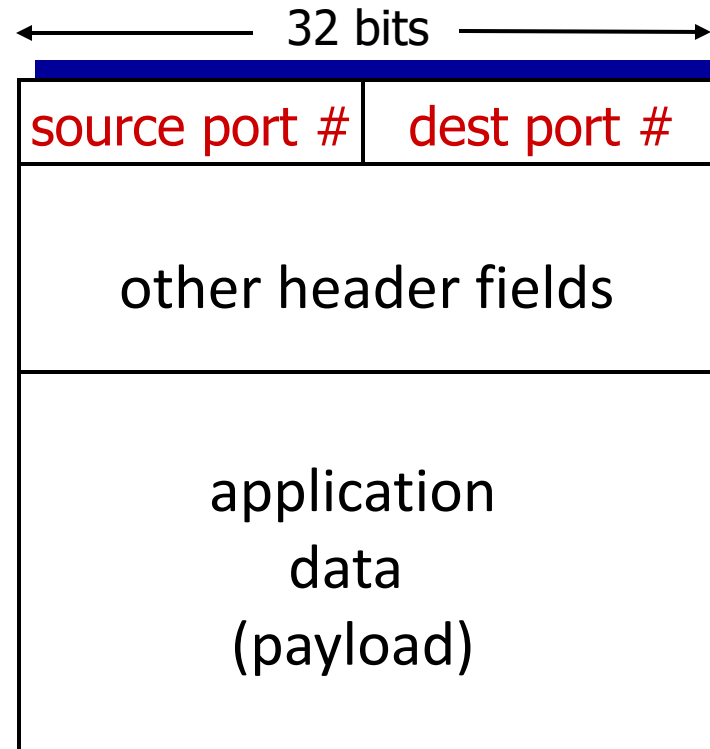 32 bits
source port # dest port #
other header fields
application
data
(payload)